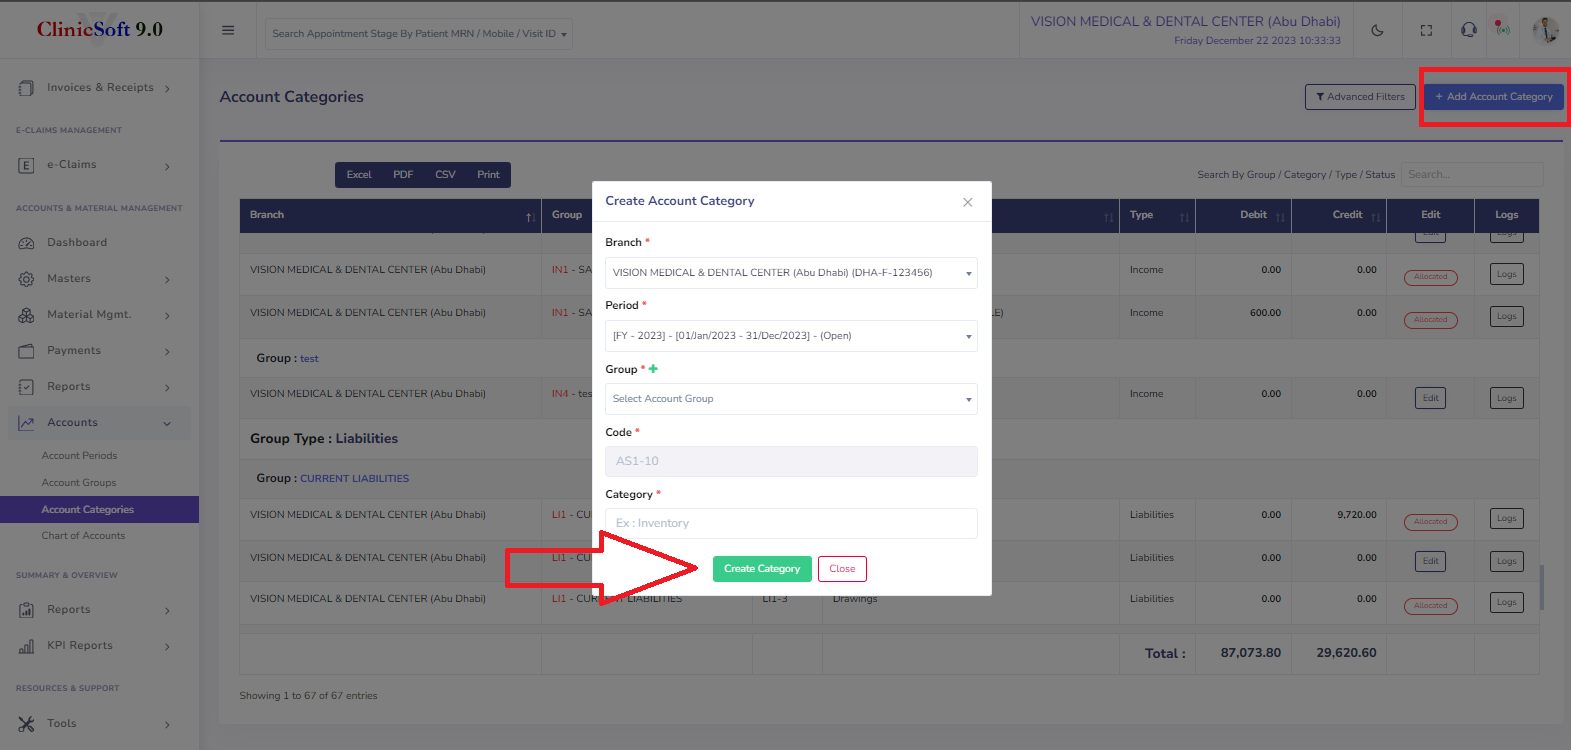 ClinicSoft 9.0
Search Appointment Stage By Patient MRN / Mobile / Visit ID
VISION MEDICAL & DENTAL CENTER (Abu Dhabi)
Friday December 22 2023 10:33:33
Invoices & Receipts
E-CLAIMS MANAGEMENT
E e-Claims
ACCOUNTS & MATERIAL MANAGEMENT
Dashboard
Masters
Material Mgmt.
Payments
Reports
Accounts
Account Periods
Account Groups
Account Categories
Chart of Accounts
SUMMARY & OVERVIEW
Reports
KPI Reports
RESOURCES & SUPPORT
Tools
Account Categories
Advanced Filters
+ Add Account Category
Excel PDF CSV Print
Search By Group / Category / Type / Status Search...
Branch Group Type Debit Credit Edit Logs
Edit Logs
VISION MEDICAL & DENTAL CENTER (Abu Dhabi) IN1 - SA Income 0.00 0.00 Allocated Logs
VISION MEDICAL & DENTAL CENTER (Abu Dhabi) IN1 - SA LE) Income 600.00 0.00 Allocated Logs
Group : test
VISION MEDICAL & DENTAL CENTER (Abu Dhabi) IN4 - tes Income 0.00 0.00 Edit Logs
Group Type : Liabilities
Group : CURRENT LIABILITIES
VISION MEDICAL & DENTAL CENTER (Abu Dhabi) LI1 - CU Liabilities 0.00 9,720.00 Allocated Logs
VISION MEDICAL & DENTAL CENTER (Abu Dhabi) LI1 - CU Liabilities 0.00 0.00 Edit Logs
VISION MEDICAL & DENTAL CENTER (Abu Dhabi) LI1 - CURRENT LIABILITIES LI1-3 Drawings Liabilities 0.00 0.00 Allocated Logs
Total : 87,073.80 29,620.60
Showing 1 to 67 of 67 entries
Create Account Category
Branch *
VISION MEDICAL & DENTAL CENTER (Abu Dhabi) (DHA-F-123456)
Period *
[FY - 2023] - [01/Jan/2023 - 31/Dec/2023] - (Open)
Group * +
Select Account Group
Code *
AS1-10
Category *
Ex : Inventory
Create Category Close